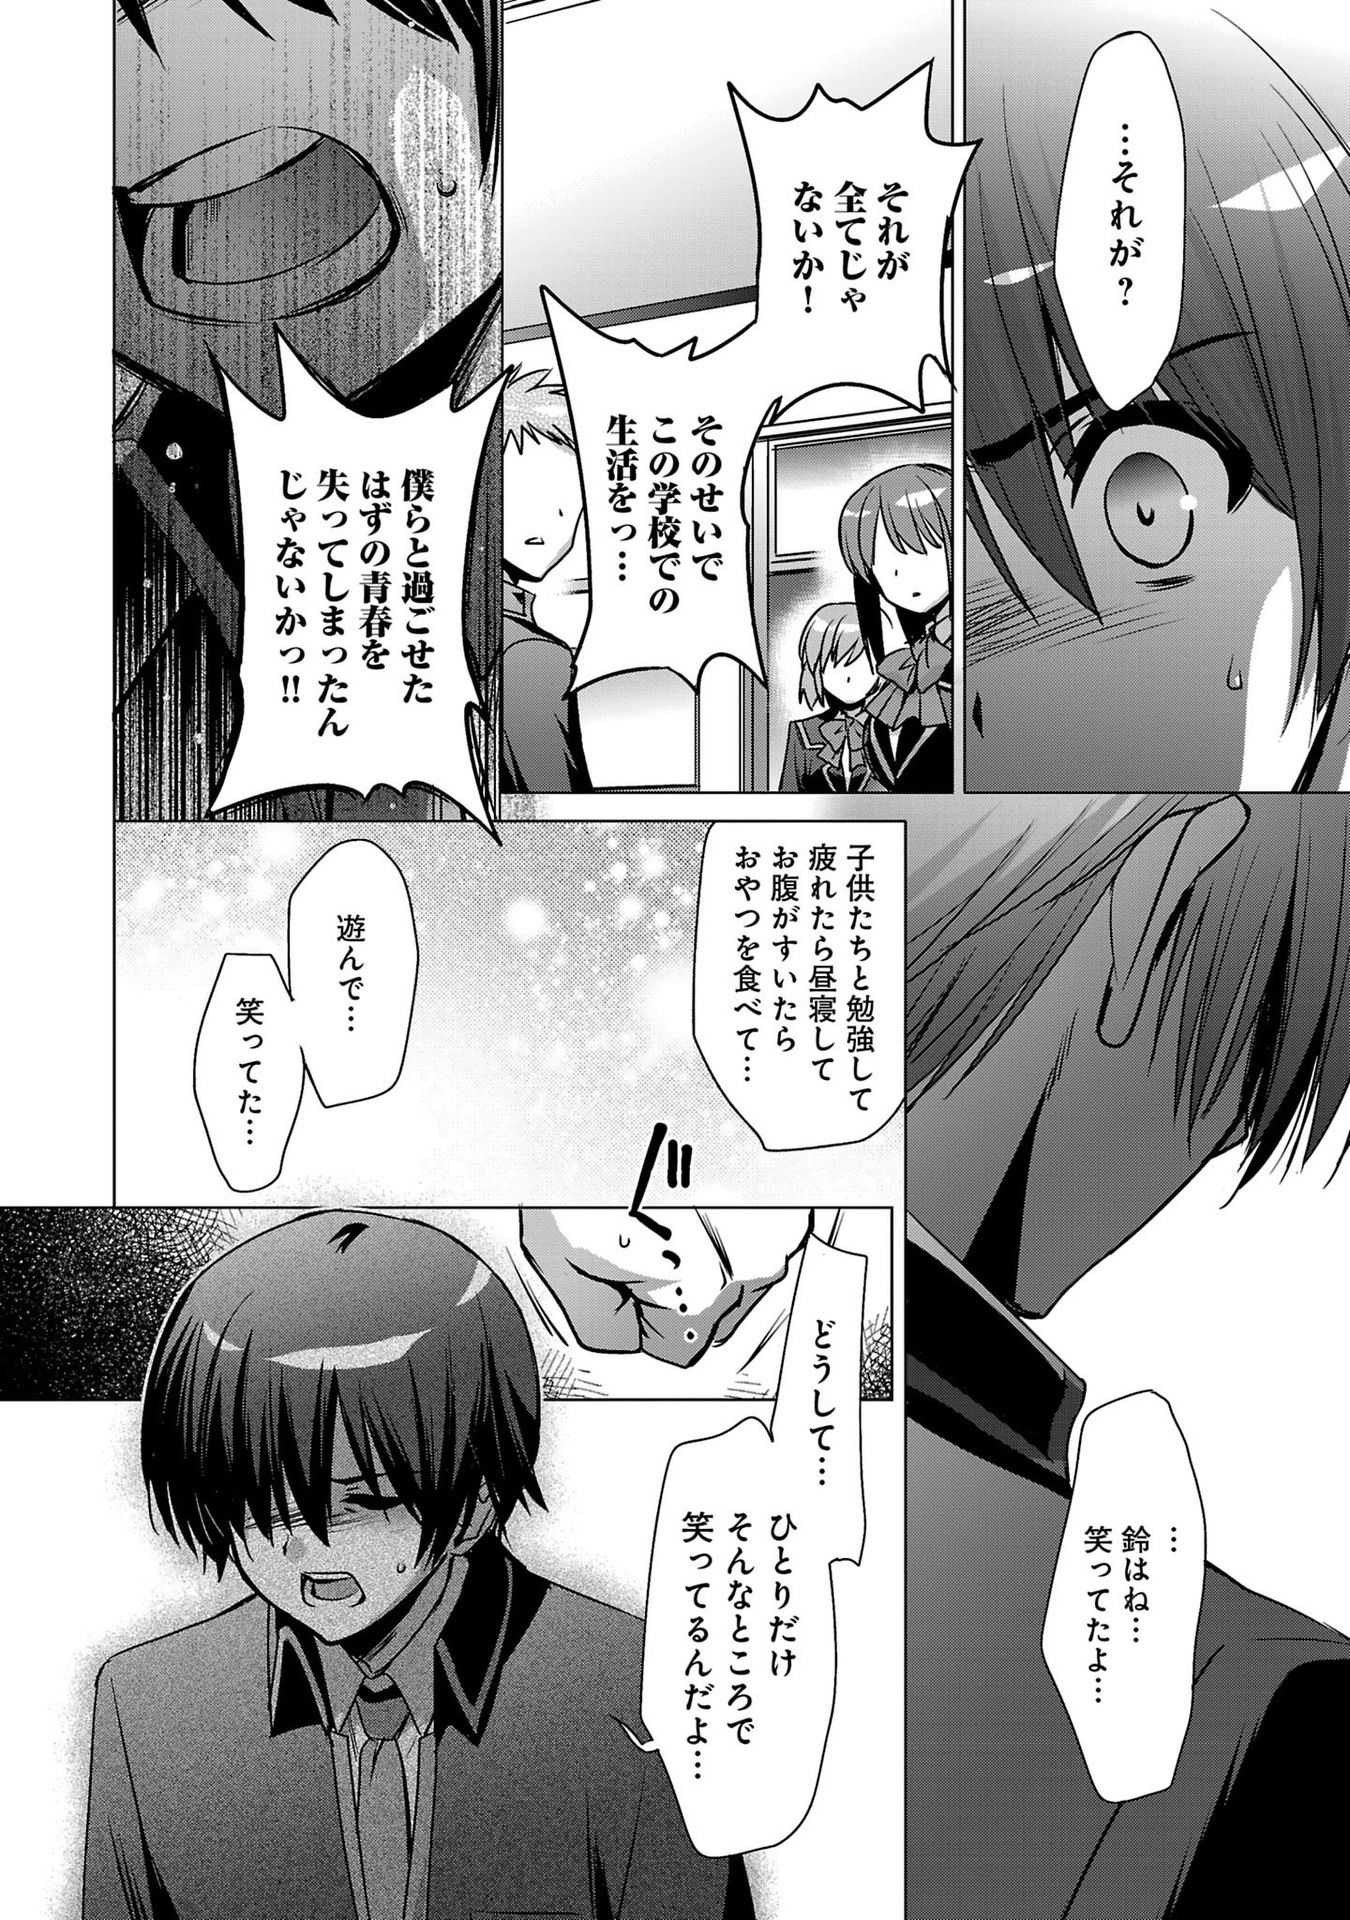 …それが？
それが
全てじゃ
ないか！
そのせいで
この学校での
生活をっ…
僕らと過ごせた
はずの青春を
失ってしまったん
じゃないかっ!!
…
鈴はね…
笑ってたよ…
子供たちと勉強して
疲れたら昼寝して
お腹がすいたら
おやつを食べて…
遊んで…
笑ってた…
どうして…
ひとりだけ
そんなところで
笑ってるんだよ…